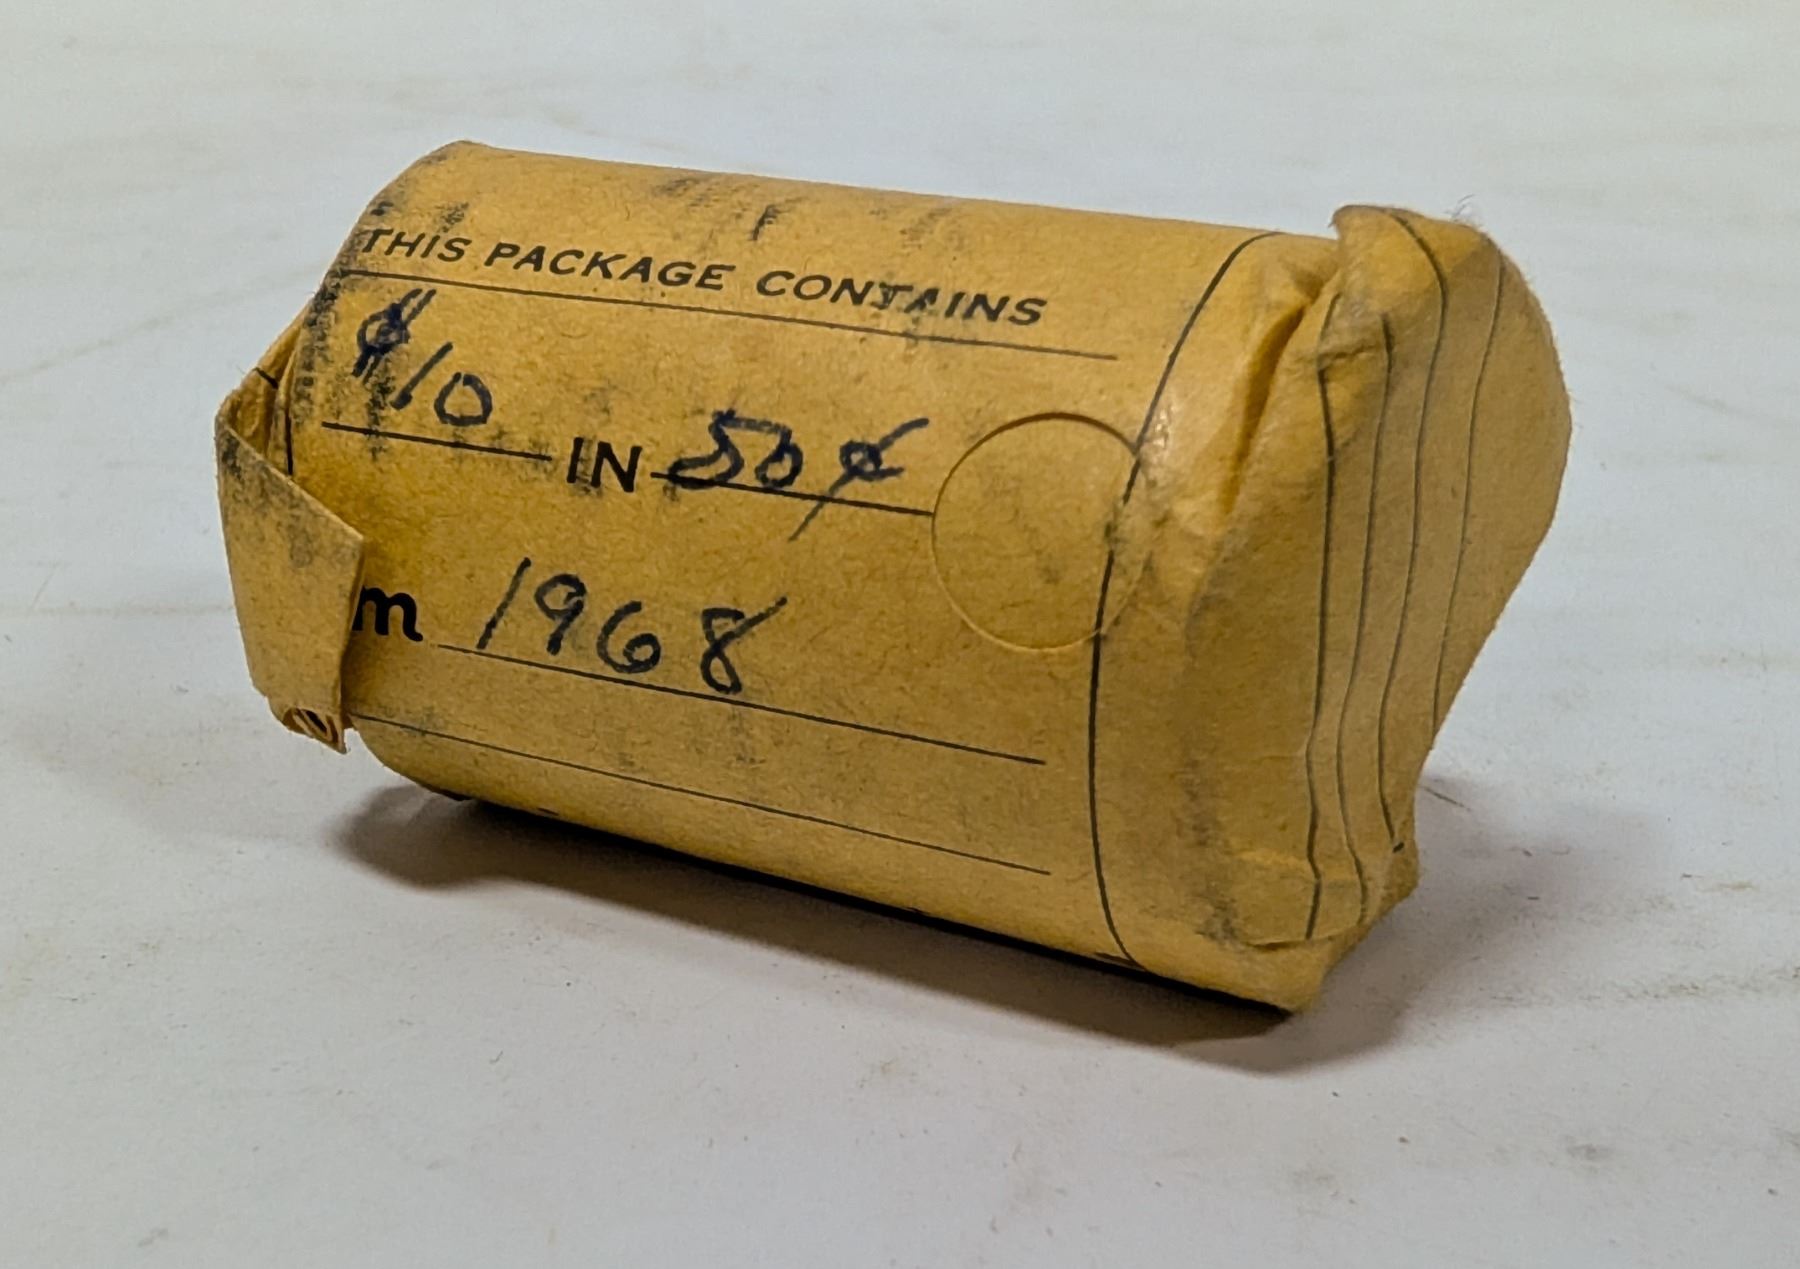 THIS PACKAGE CONTAINS
$10 IN 50¢
m 1968